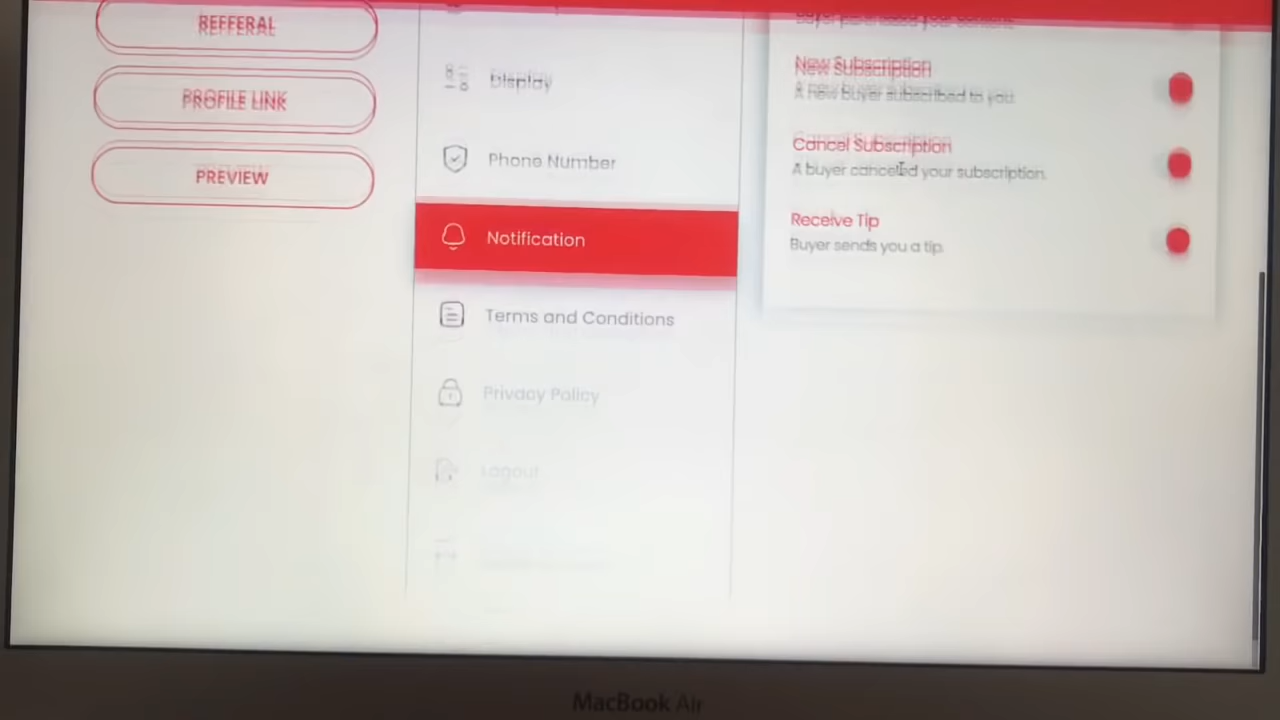 REFFERAL
PROFILE LINK
PREVIEW
Display
Phone Number
Notification
Terms and Conditions
Privacy Policy
Logout
New Subscription
A new buyer subscribed to you.
Cancel Subscription
A buyer canceled your subscription.
Receive Tip
Buyer sends you a tip.
MacBook Air